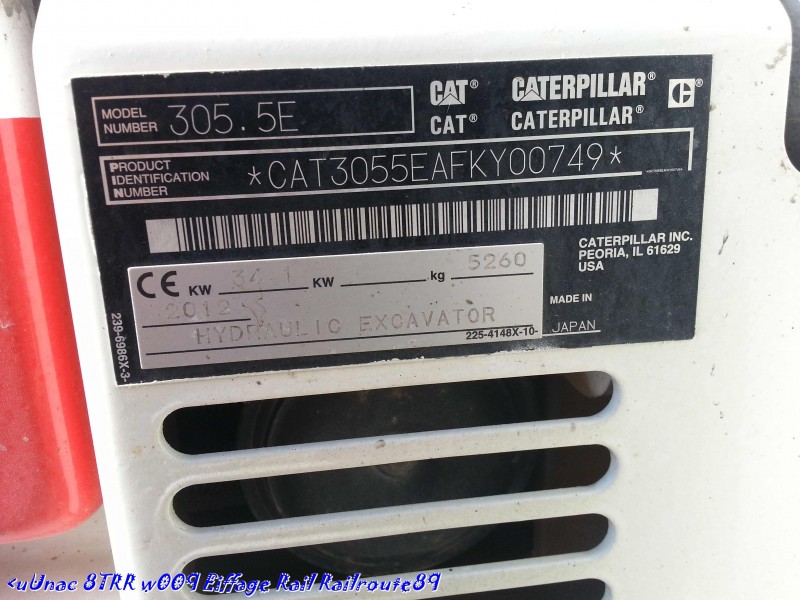 MODEL NUMBER 305.5E
CAT® CATERPILLAR®
CAT® CATERPILLAR®
PRODUCT IDENTIFICATION NUMBER *CAT3055EAFKY00749*
CATERPILLAR INC.
PEORIA, IL 61629
USA
CE KW 34.1 KW kg 5260
2012
HYDRAULIC EXCAVATOR
225-4148X-10-
MADE IN
JAPAN
239-6986X-3-
<uUnac 8TRR w009 Eiffage Rail Railroute89